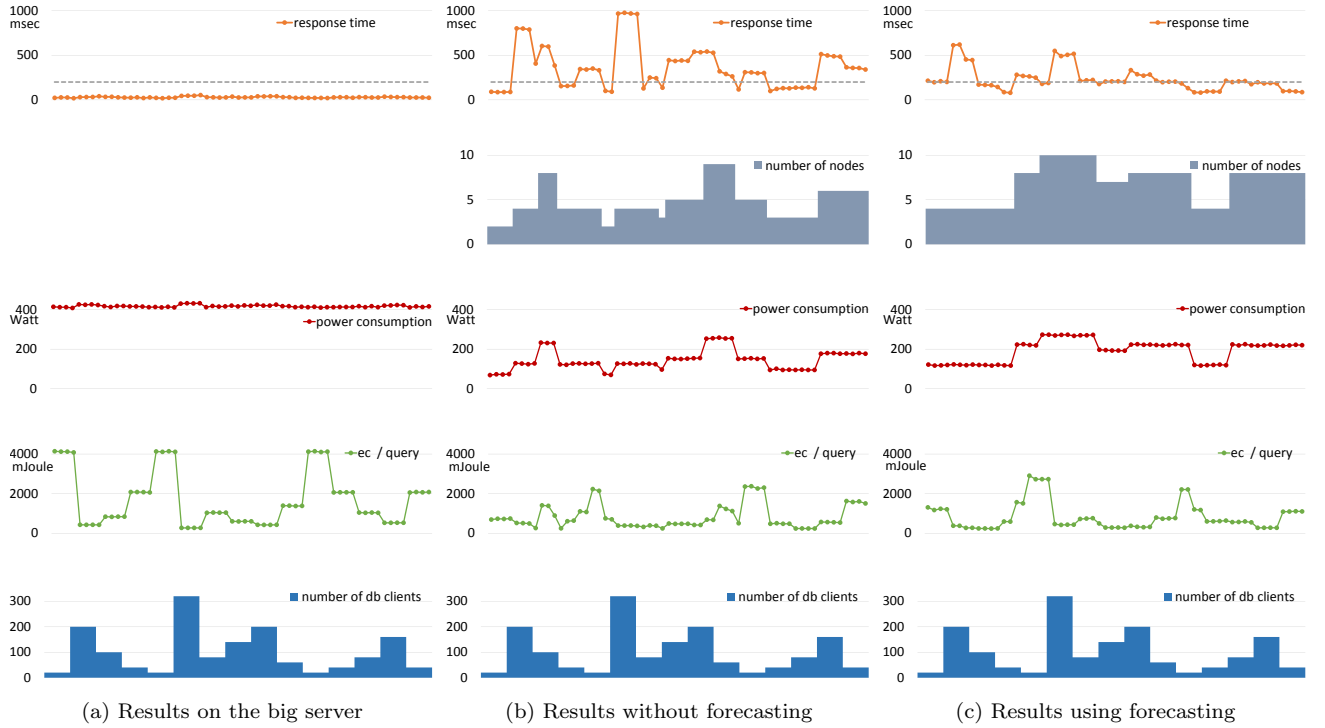 1000
msec
response time
500
0
400
Watt
power consumption
200
0
4000
mJoule
ec / query
2000
0
number of db clients
300
200
100
0
(a) Results on the big server
1000
msec
response time
500
0
10
number of nodes
5
0
400
Watt
power consumption
200
0
4000
mJoule
ec / query
2000
0
number of db clients
300
200
100
0
(b) Results without forecasting
1000
msec
response time
500
0
10
number of nodes
5
0
400
Watt
power consumption
200
0
4000
mJoule
ec / query
2000
0
number of db clients
300
200
100
0
(c) Results using forecasting